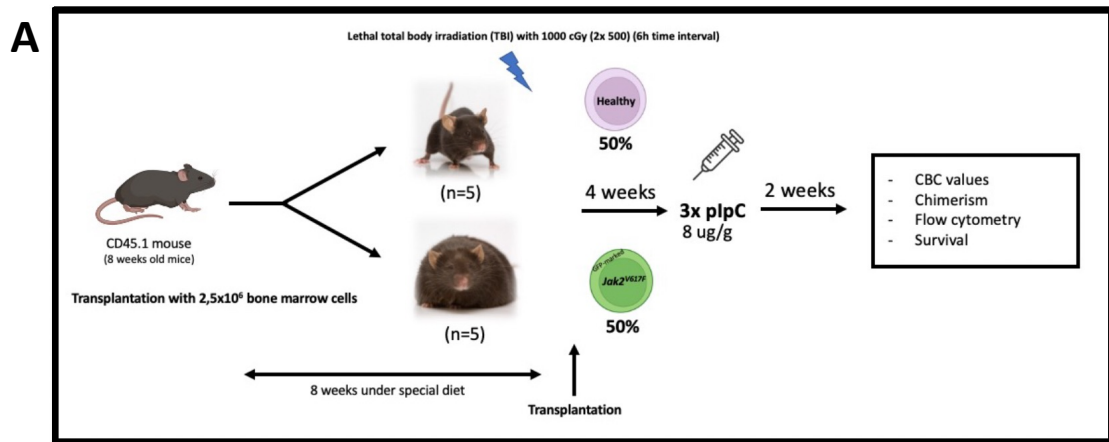 A
Lethal total body irradiation (TBI) with 1000 cGy (2x 500) (6h time interval)
Healthy
50%
(n=5)
4 weeks
3x pIpC
8 ug/g
2 weeks
- CBC values
- Chimerism
- Flow cytometry
- Survival
CD45.1 mouse
(8 weeks old mice)
Transplantation with 2,5x10⁶ bone marrow cells
GFP-marked
Jak2ⱽ⁶¹⁷ᶠ
50%
(n=5)
8 weeks under special diet
Transplantation